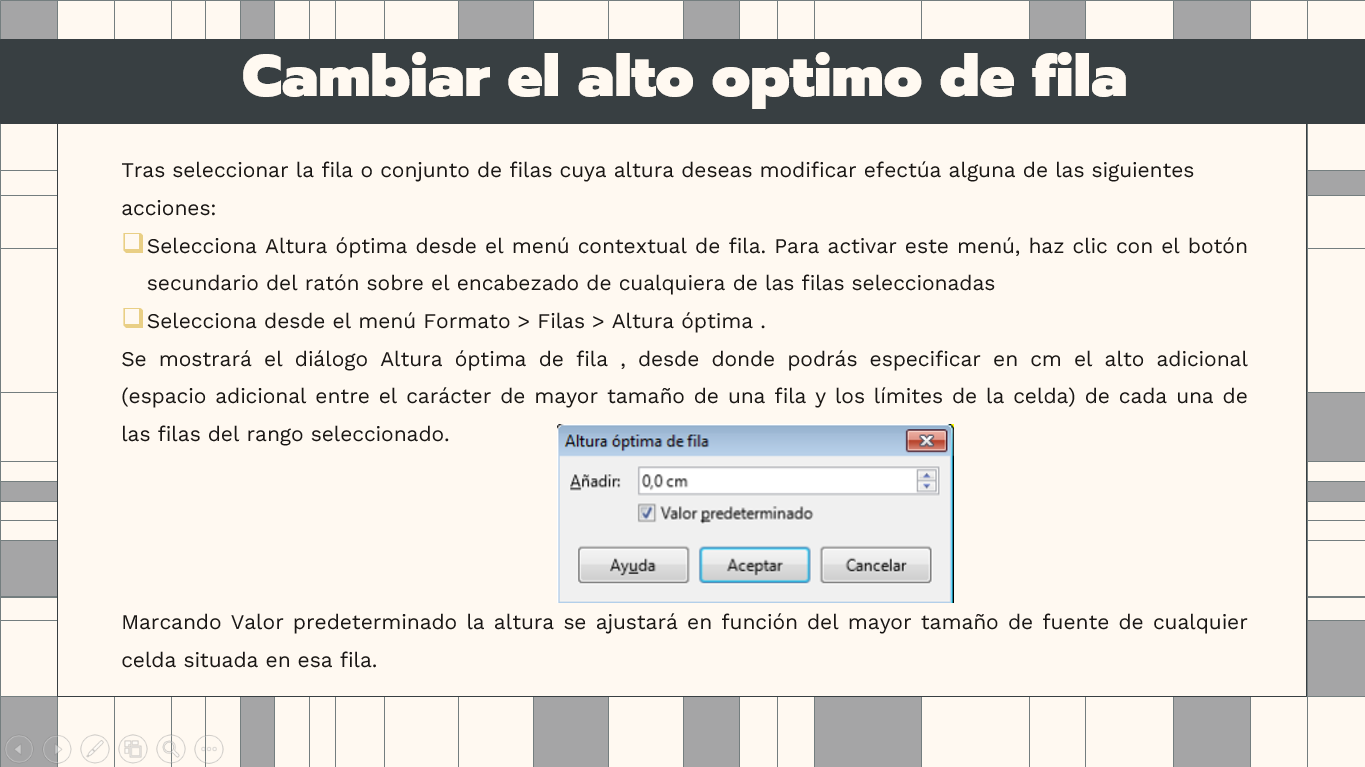 Cambiar el alto optimo de fila
Tras seleccionar la fila o conjunto de filas cuya altura deseas modificar efectúa alguna de las siguientes
acciones:
Selecciona Altura óptima desde el menú contextual de fila. Para activar este menú, haz clic con el botón
secundario del ratón sobre el encabezado de cualquiera de las filas seleccionadas
Selecciona desde el menú Formato > Filas > Altura óptima .
Se mostrará el diálogo Altura óptima de fila , desde donde podrás especificar en cm el alto adicional
(espacio adicional entre el carácter de mayor tamaño de una fila y los límites de la celda) de cada una de
las filas del rango seleccionado.
Altura óptima de fila
Añadir: 0,0 cm
Valor predeterminado
Ayuda Aceptar Cancelar
Marcando Valor predeterminado la altura se ajustará en función del mayor tamaño de fuente de cualquier
celda situada en esa fila.